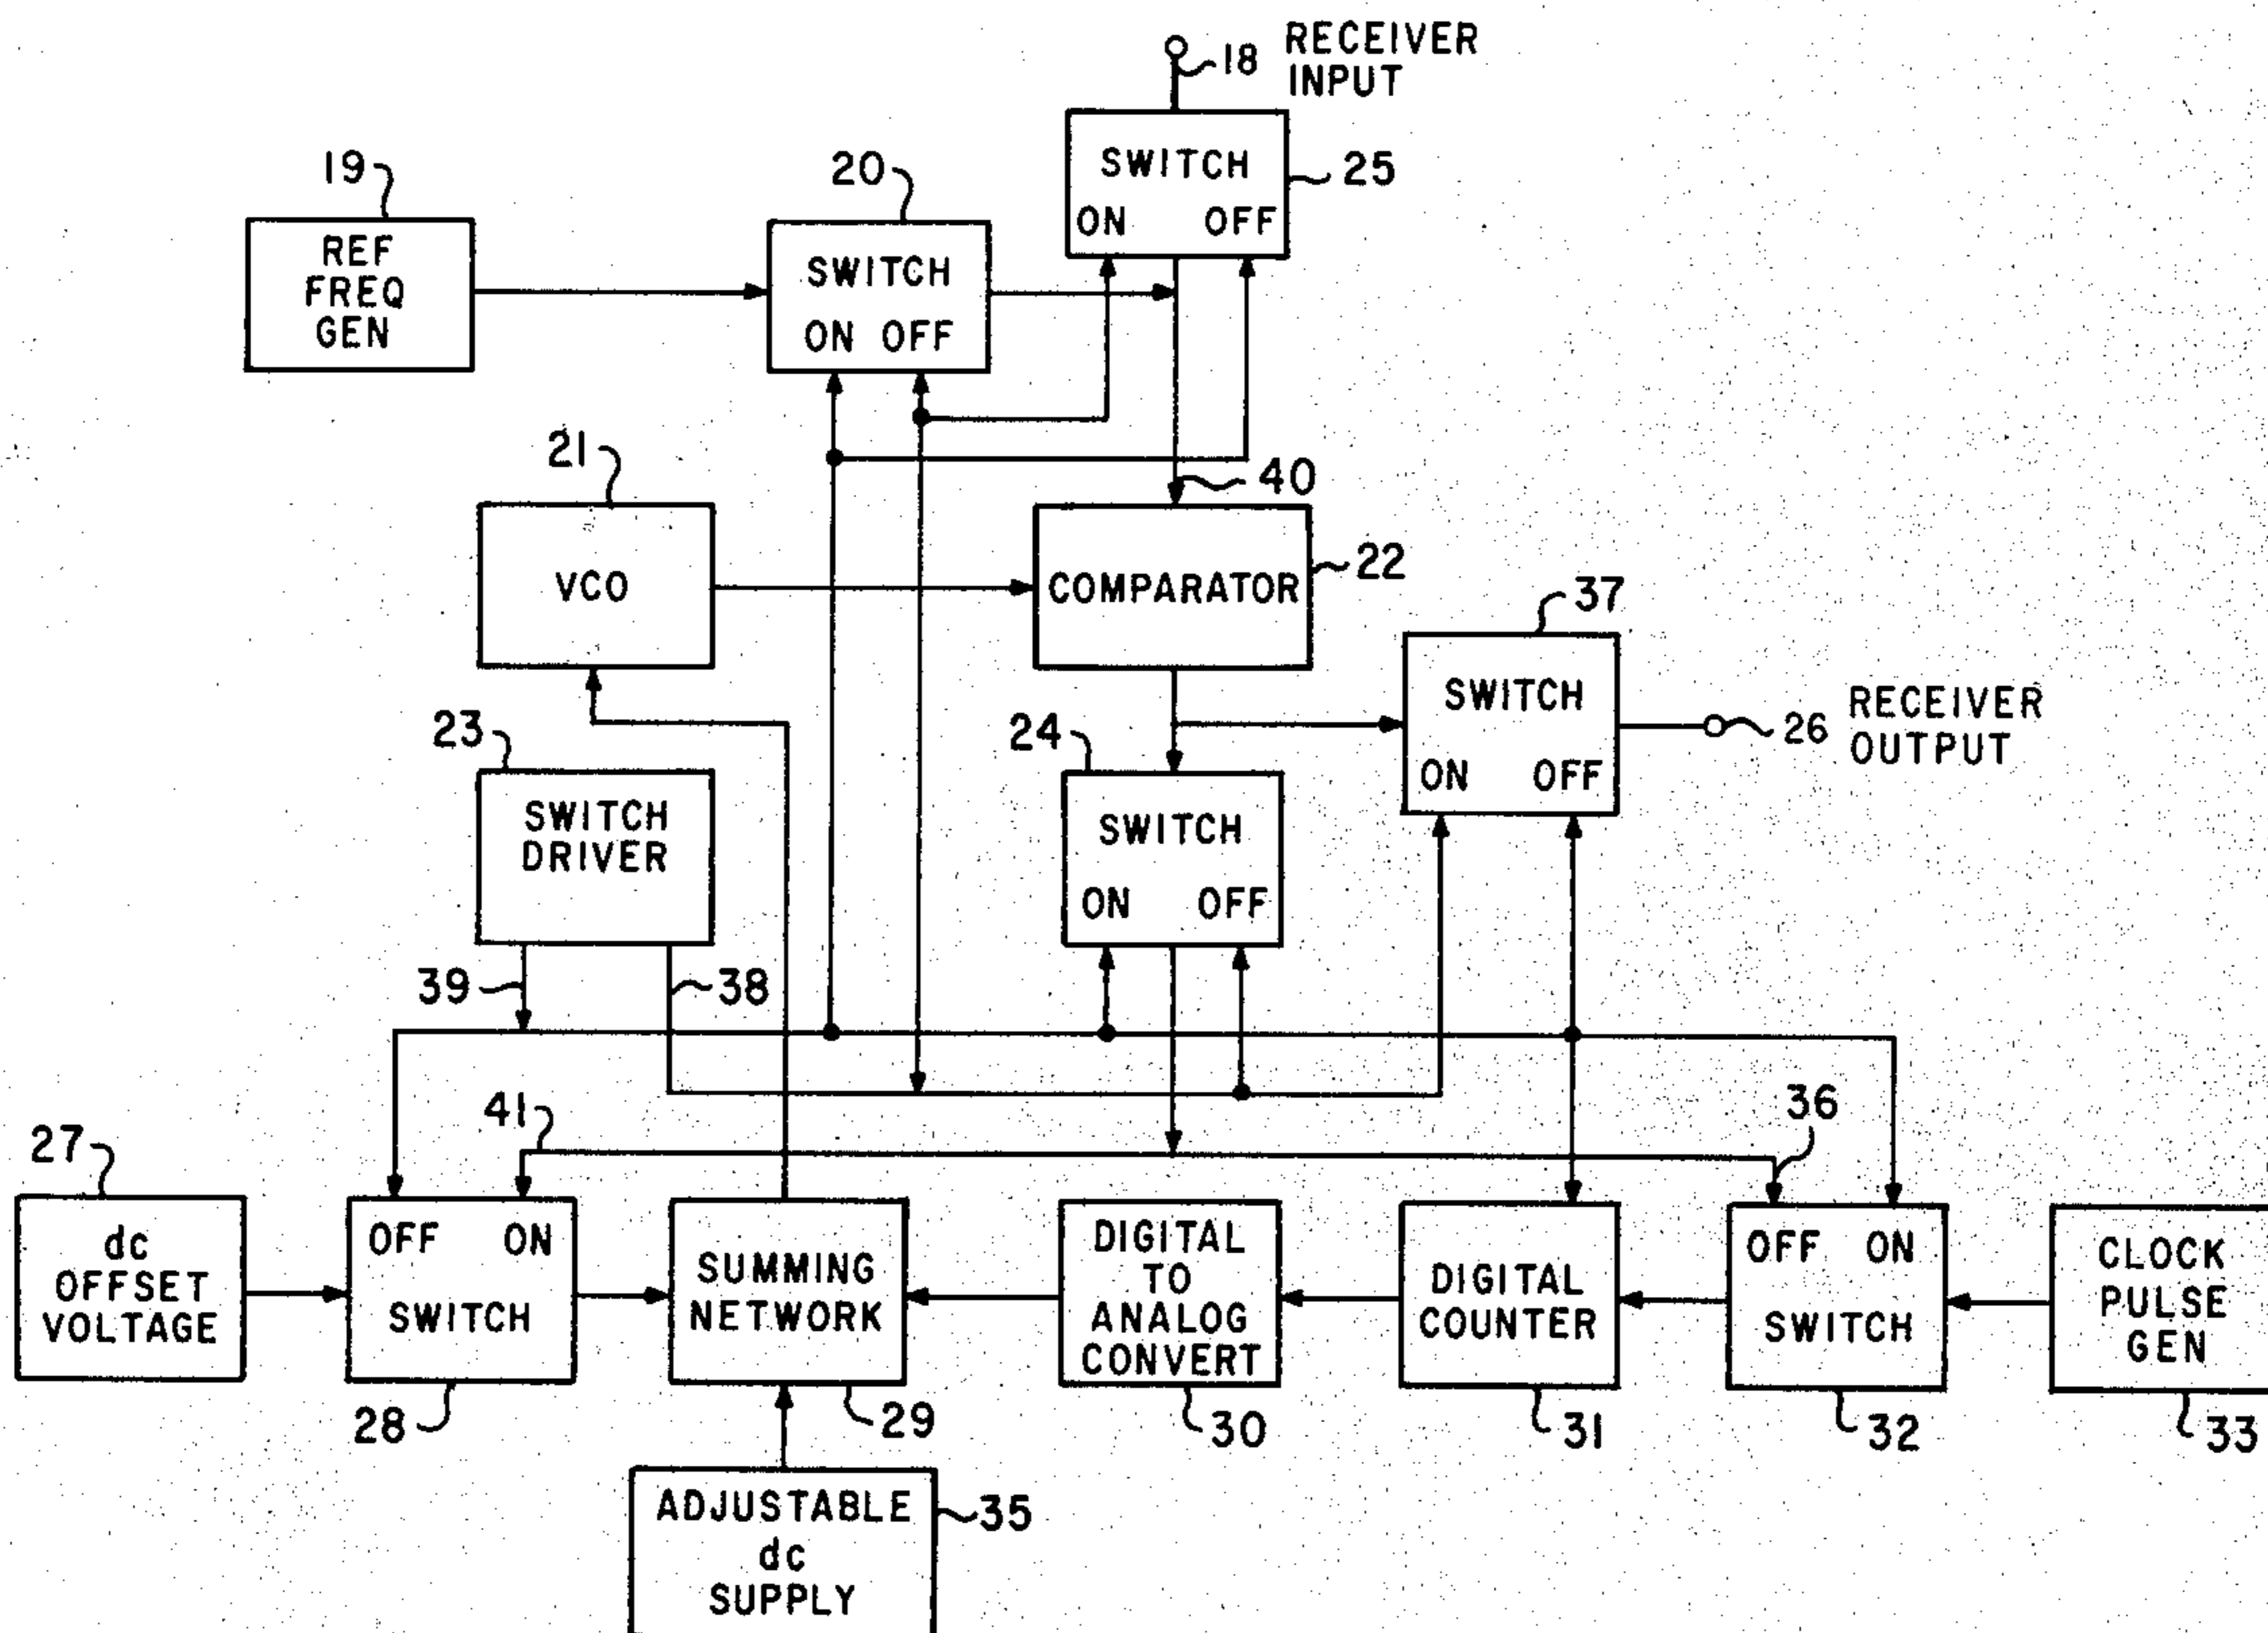 18 RECEIVER
INPUT
19
20
SWITCH
ON OFF
25
REF
FREQ
GEN
SWITCH
ON OFF
21
40
VCO
COMPARATOR
22
37
SWITCH
ON OFF
26 RECEIVER
OUTPUT
23
24
SWITCH
DRIVER
SWITCH
ON OFF
39
38
41
36
27
dc
OFFSET
VOLTAGE
OFF ON
SWITCH
28
SUMMING
NETWORK
29
DIGITAL
TO
ANALOG
CONVERT
30
DIGITAL
COUNTER
31
OFF ON
SWITCH
32
CLOCK
PULSE
GEN
33
ADJUSTABLE
dc
SUPPLY
35